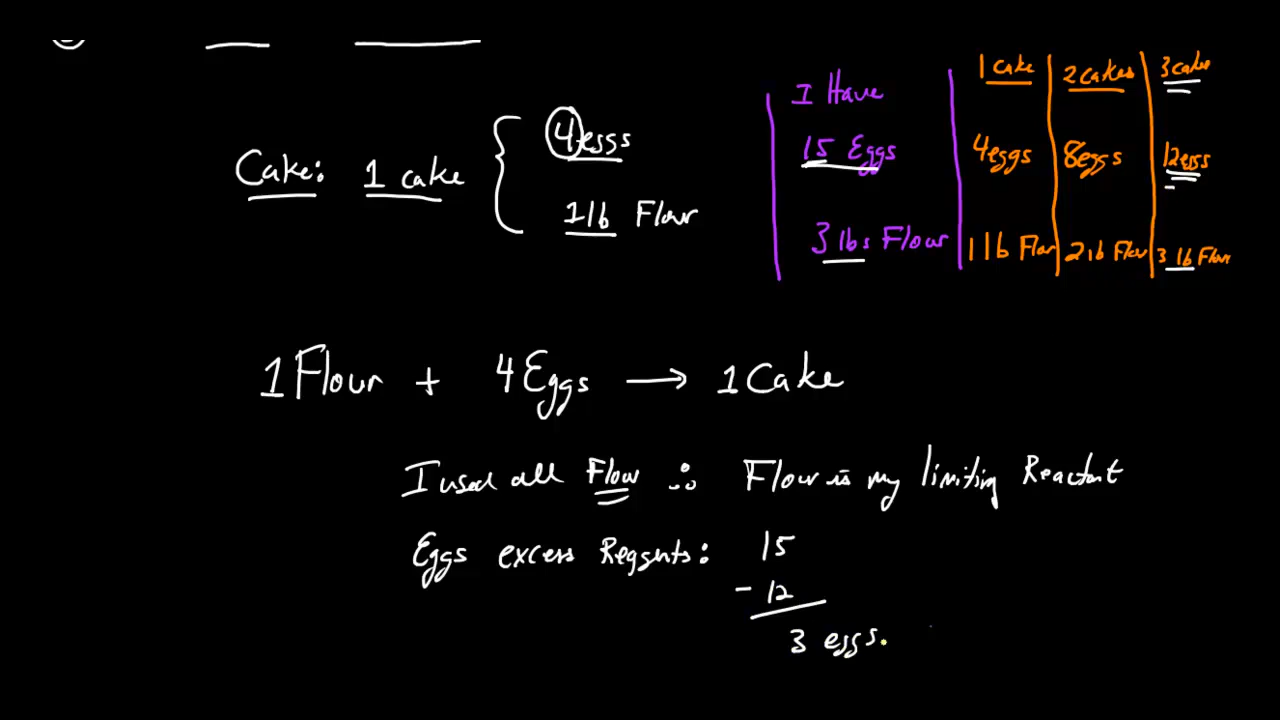 I Have
1 cake
2 cakes
3 cake
Cake: 1 cake
4 eggs
1 lb Flour
15 Eggs
4 eggs
8 eggs
12 eggs
3 lbs Flour
1 lb Flour
2 lb Flour
3 lb Flour
1 Flour + 4 Eggs → 1 Cake
I used all Flour ∴ Flour is my limiting Reactant
Eggs excess Reagents: 15
- 12
3 eggs.